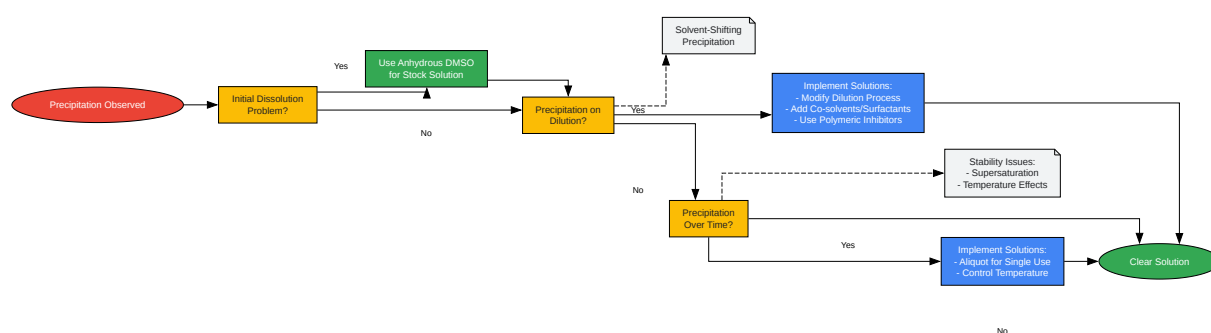 Solvent-Shifting
Precipitation
Yes
Use Anhydrous DMSO
for Stock Solution
Precipitation Observed
Initial Dissolution
Problem?
No
Precipitation on
Dilution?
Yes
Implement Solutions:
- Modify Dilution Process
- Add Co-solvents/Surfactants
- Use Polymeric Inhibitors
No
Stability Issues:
- Supersaturation
- Temperature Effects
Precipitation
Over Time?
Yes
Implement Solutions:
- Aliquot for Single Use
- Control Temperature
Clear Solution
No